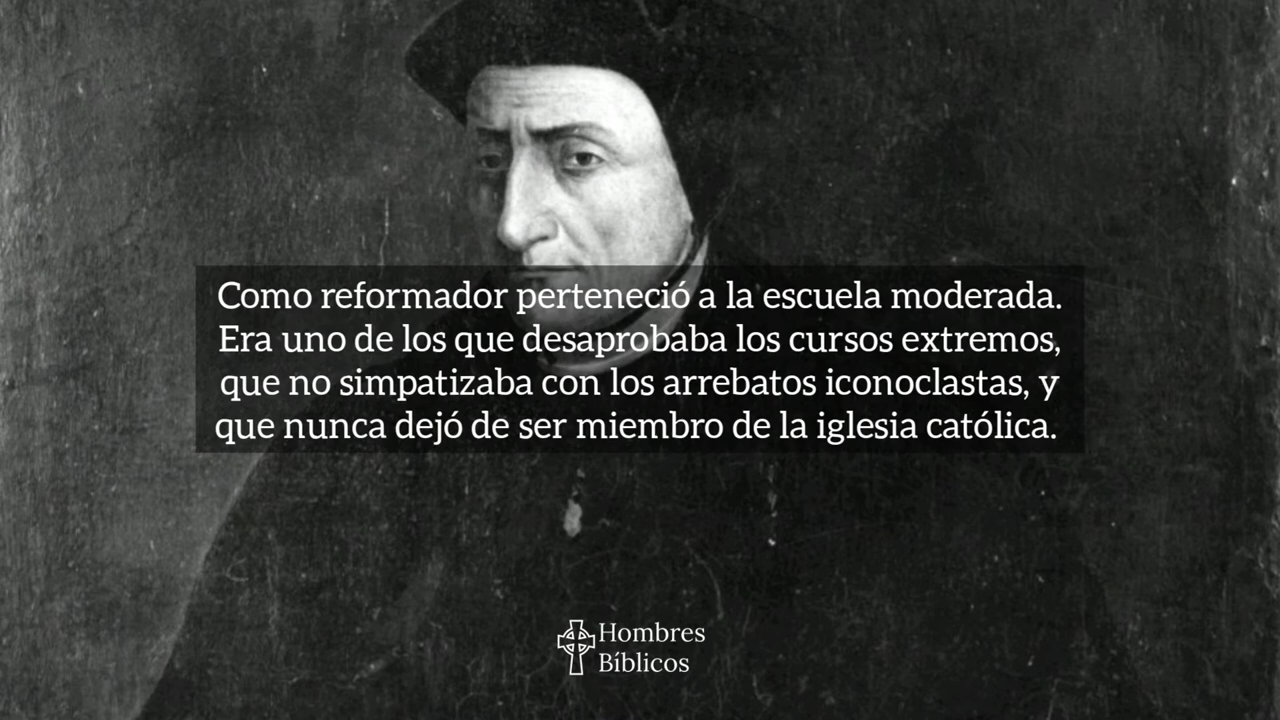 Como reformador perteneció a la escuela moderada.
Era uno de los que desaprobaba los cursos extremos,
que no simpatizaba con los arrebatos iconoclastas, y
que nunca dejó de ser miembro de la iglesia católica.
Hombres
Bíblicos